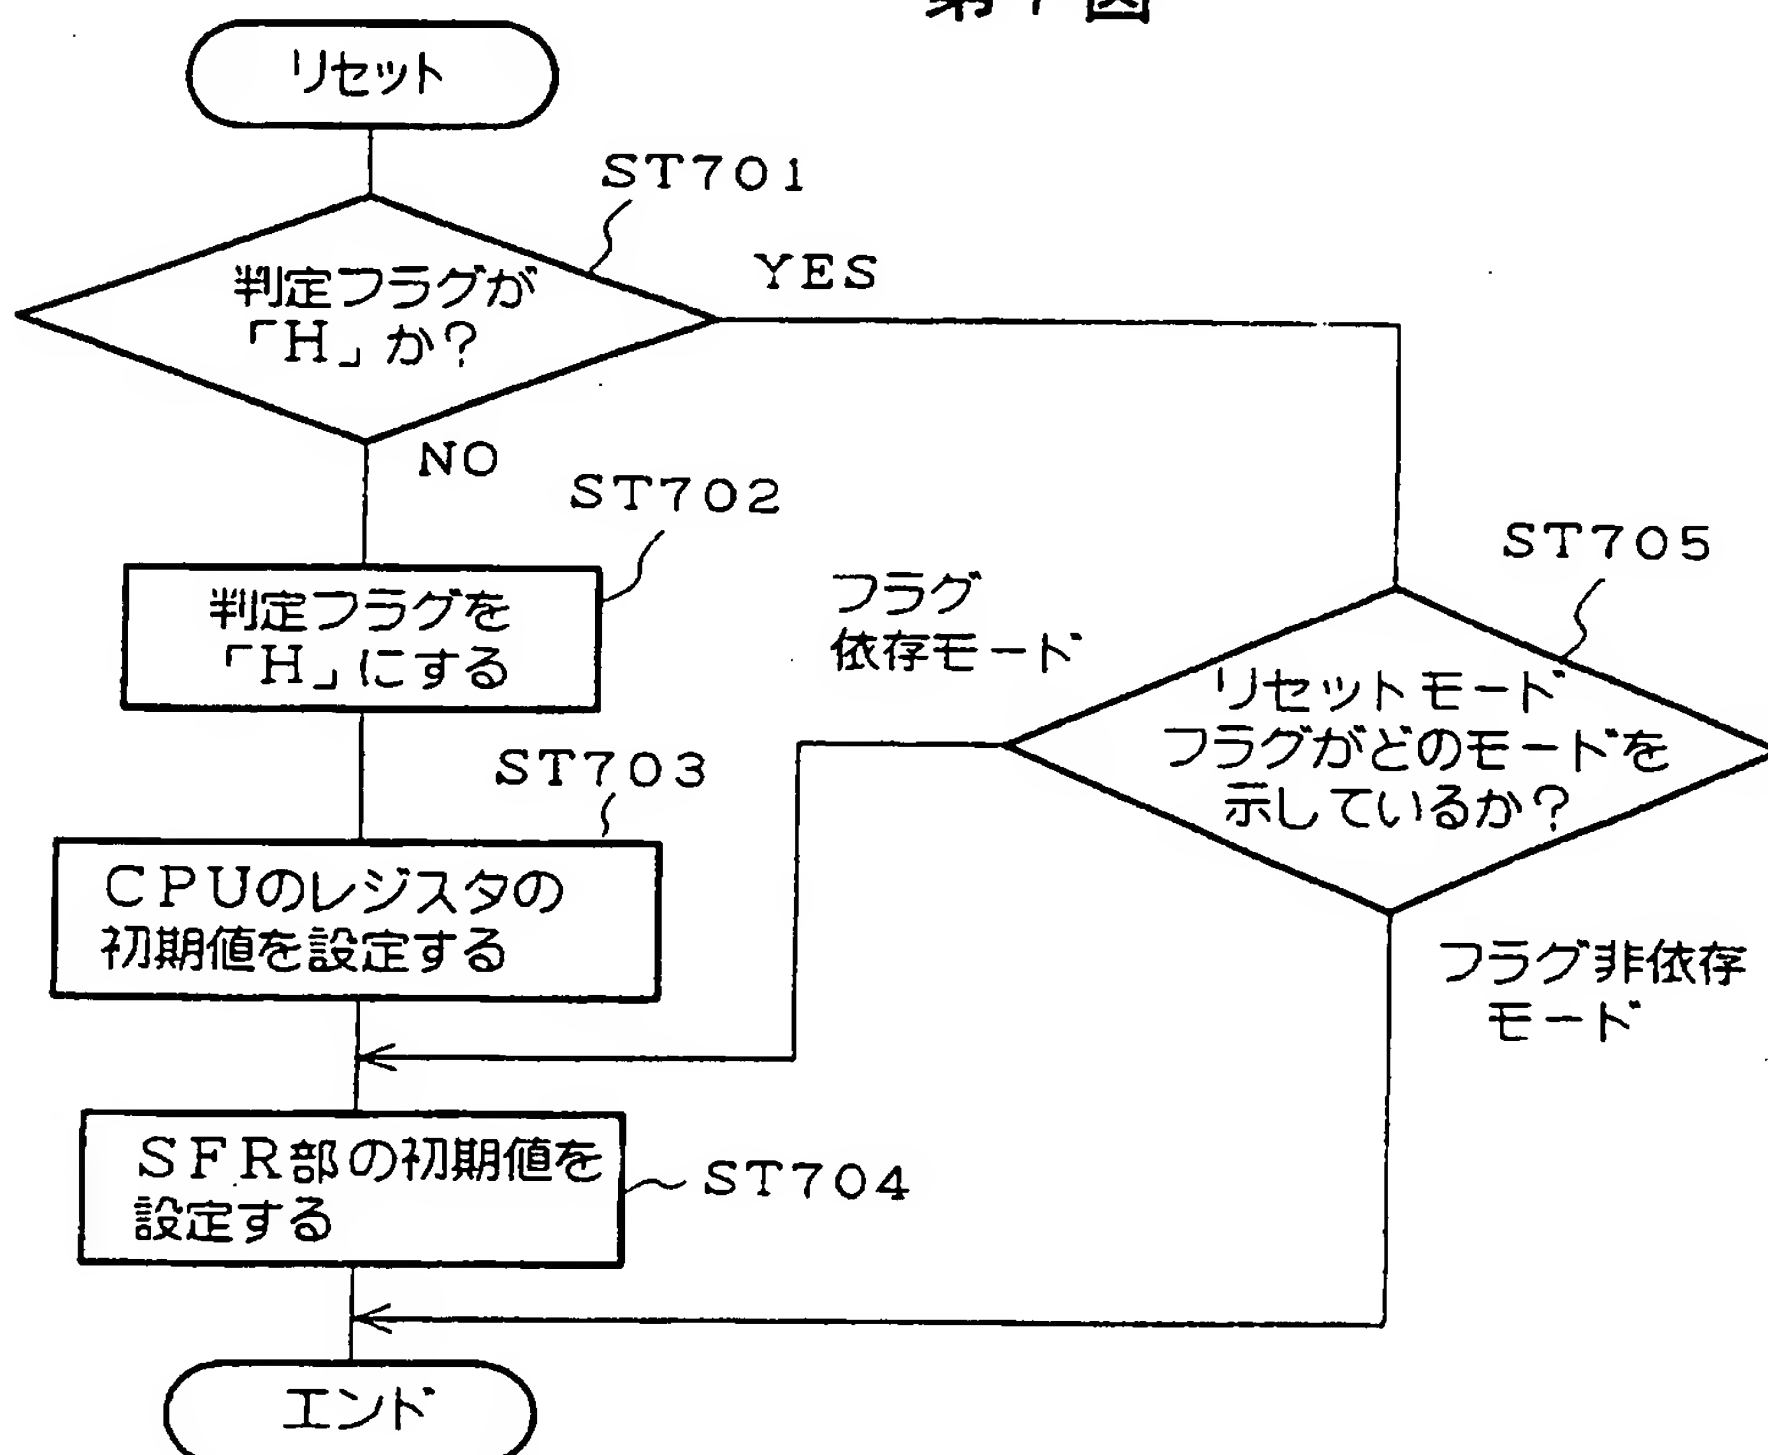 第7図
リセット
ST701
判定フラグが
「H」か?
YES
NO
ST702
判定フラグを
「H」にする
ST703
CPUのレジスタの
初期値を設定する
フラグ
依存モード
ST705
リセットモード
フラグがどのモードを
示しているか?
フラグ非依存
モード
SFR部の初期値を
設定する
ST704
エンド